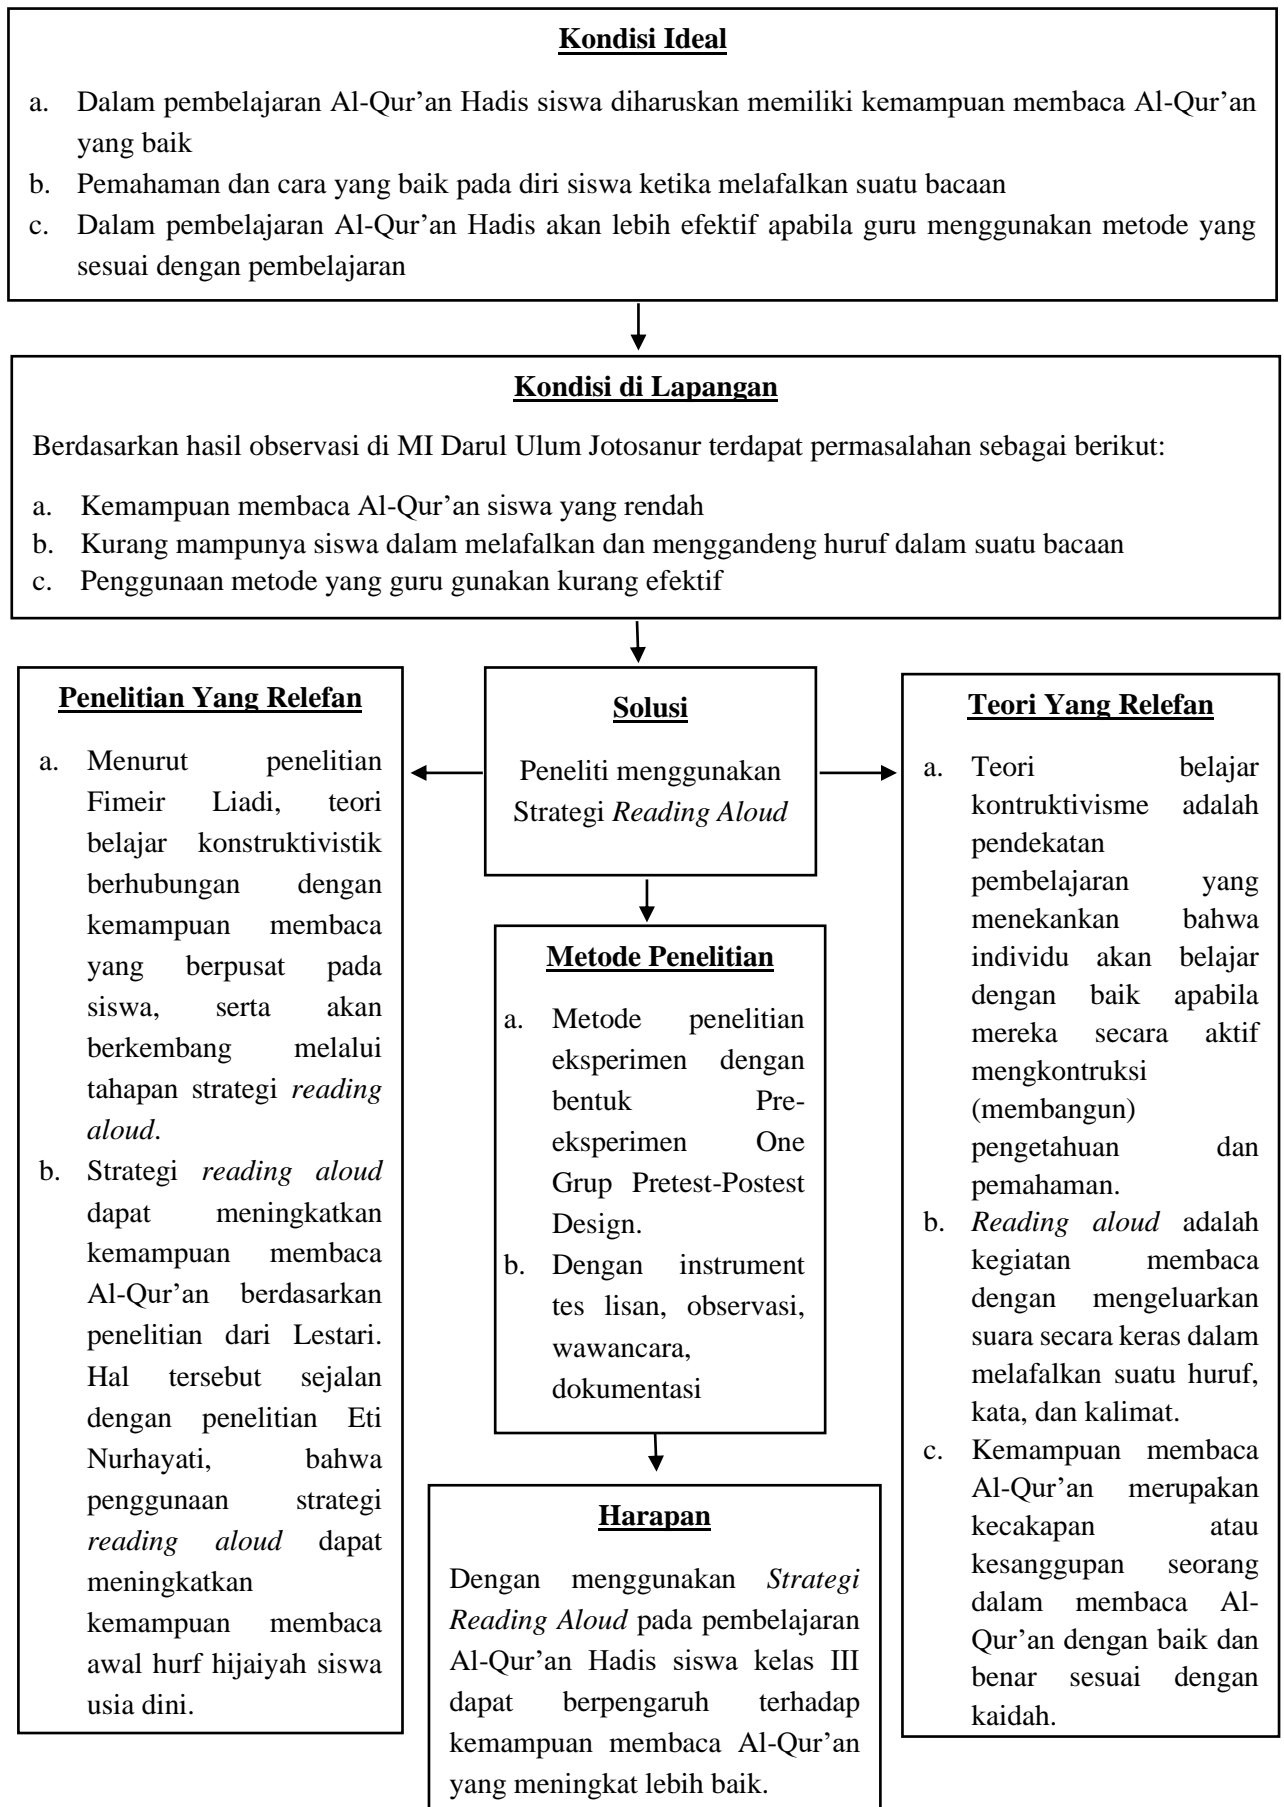 Kondisi Ideal
a. Dalam pembelajaran Al-Qur’an Hadis siswa diharuskan memiliki kemampuan membaca Al-Qur’an
yang baik
b. Pemahaman dan cara yang baik pada diri siswa ketika melafalkan suatu bacaan
c. Dalam pembelajaran Al-Qur’an Hadis akan lebih efektif apabila guru menggunakan metode yang
sesuai dengan pembelajaran
Kondisi di Lapangan
Berdasarkan hasil observasi di MI Darul Ulum Jotosanur terdapat permasalahan sebagai berikut:
a. Kemampuan membaca Al-Qur’an siswa yang rendah
b. Kurang mampunya siswa dalam melafalkan dan menggandeng huruf dalam suatu bacaan
c. Penggunaan metode yang guru gunakan kurang efektif
Penelitian Yang Relefan
a. Menurut penelitian
Fimeir Liadi, teori
belajar konstruktivistik
berhubungan dengan
kemampuan membaca
yang berpusat pada
siswa, serta akan
berkembang melalui
tahapan strategi reading
aloud.
b. Strategi reading aloud
dapat meningkatkan
kemampuan membaca
Al-Qur’an berdasarkan
penelitian dari Lestari.
Hal tersebut sejalan
dengan penelitian Eti
Nurhayati, bahwa
penggunaan strategi
reading aloud dapat
meningkatkan
kemampuan membaca
awal hurf hijaiyah siswa
usia dini.
Solusi
Peneliti menggunakan
Strategi Reading Aloud
Metode Penelitian
a. Metode penelitian
eksperimen dengan
bentuk Pre-
eksperimen One
Grup Pretest-Postest
Design.
b. Dengan instrument
tes lisan, observasi,
wawancara,
dokumentasi
Harapan
Dengan menggunakan Strategi
Reading Aloud pada pembelajaran
Al-Qur’an Hadis siswa kelas III
dapat berpengaruh terhadap
kemampuan membaca Al-Qur’an
yang meningkat lebih baik.
Teori Yang Relefan
a. Teori belajar
kontruktivisme adalah
pendekatan
pembelajaran yang
menekankan bahwa
individu akan belajar
dengan baik apabila
mereka secara aktif
mengkontruksi
(membangun)
pengetahuan dan
pemahaman.
b. Reading aloud adalah
kegiatan membaca
dengan mengeluarkan
suara secara keras dalam
melafalkan suatu huruf,
kata, dan kalimat.
c. Kemampuan membaca
Al-Qur’an merupakan
kecakapan atau
kesanggupan seorang
dalam membaca Al-
Qur’an dengan baik dan
benar sesuai dengan
kaidah.